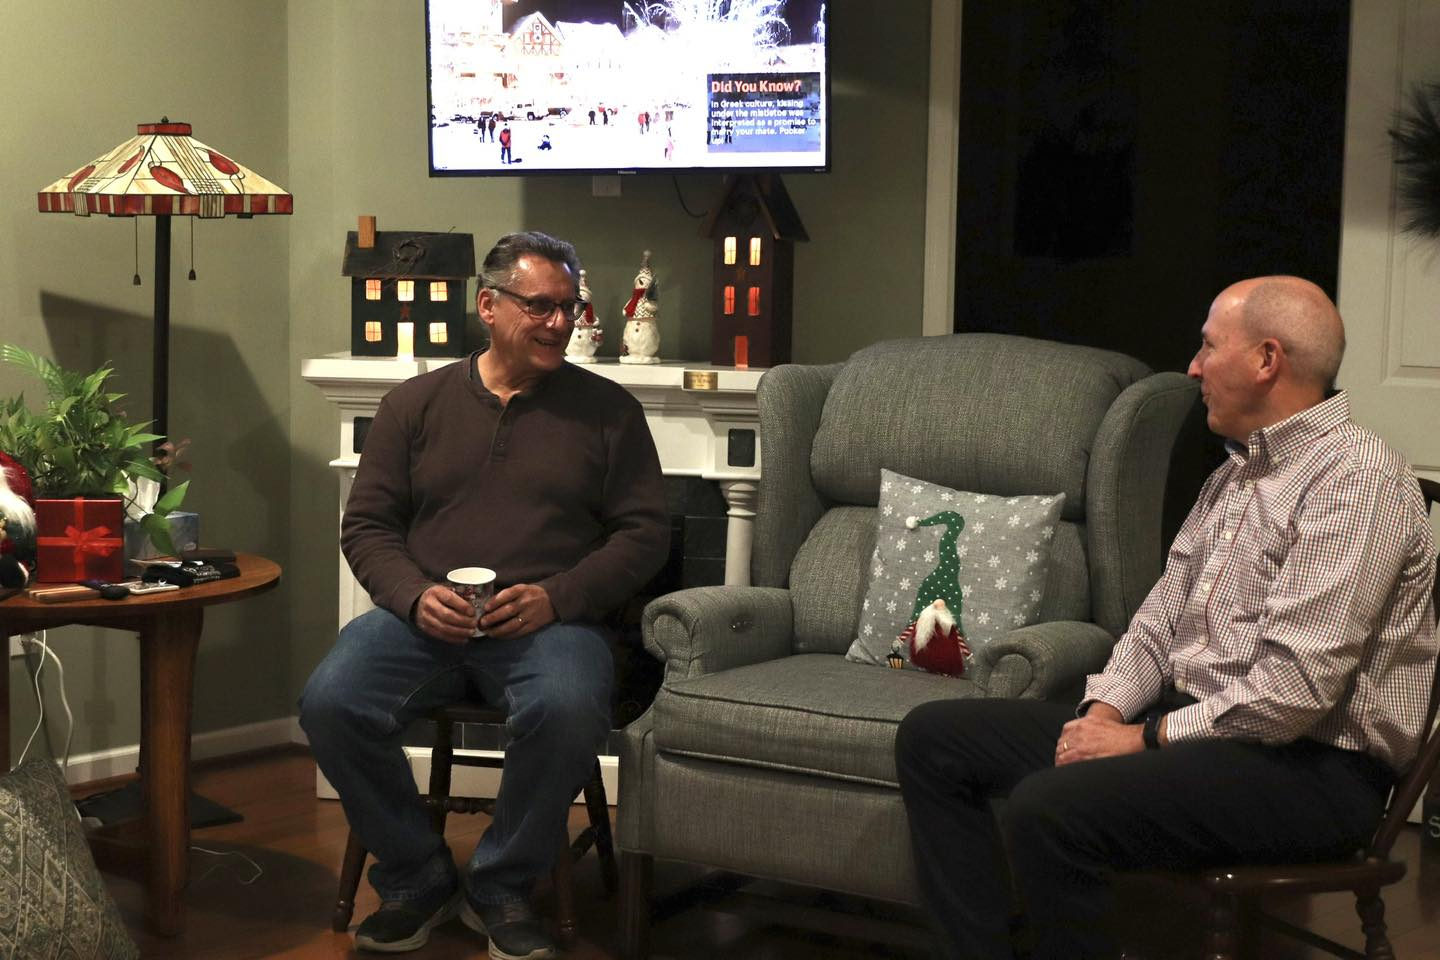 Did You Know?
In Greek culture, kissing
under the mistletoe was
interpreted as a promise to
marry your mate. Pucker
up!
Hisense